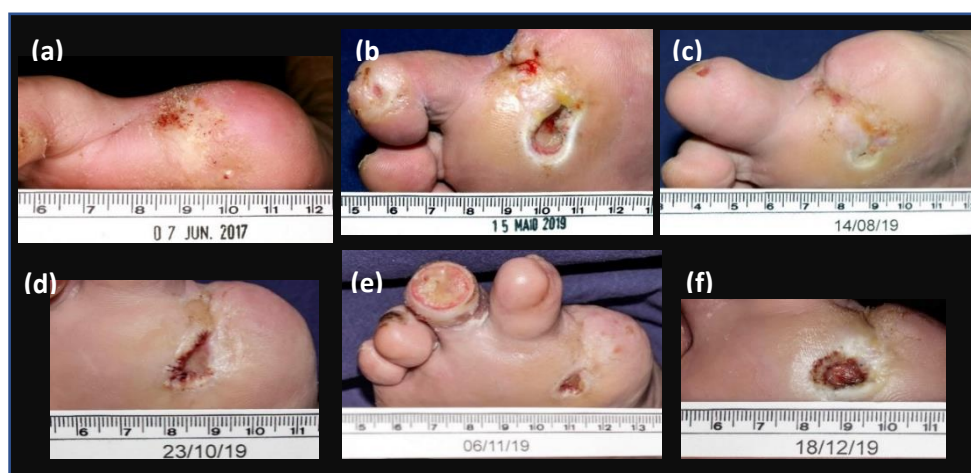 (a)
6 7 8 9 10 11 12
0 7 JUN. 2017
(b)
5 6 7 8 9 10 11
1 5 MAIO 2019
(c)
3 4 5 6 7 8 9 10 11
14/08/19
(d)
6 7 8 9 10 11
23/10/19
(e)
5 6 7 8 9 10 11 12 13
06/11/19
(f)
6 7 8 9 10 11
18/12/19